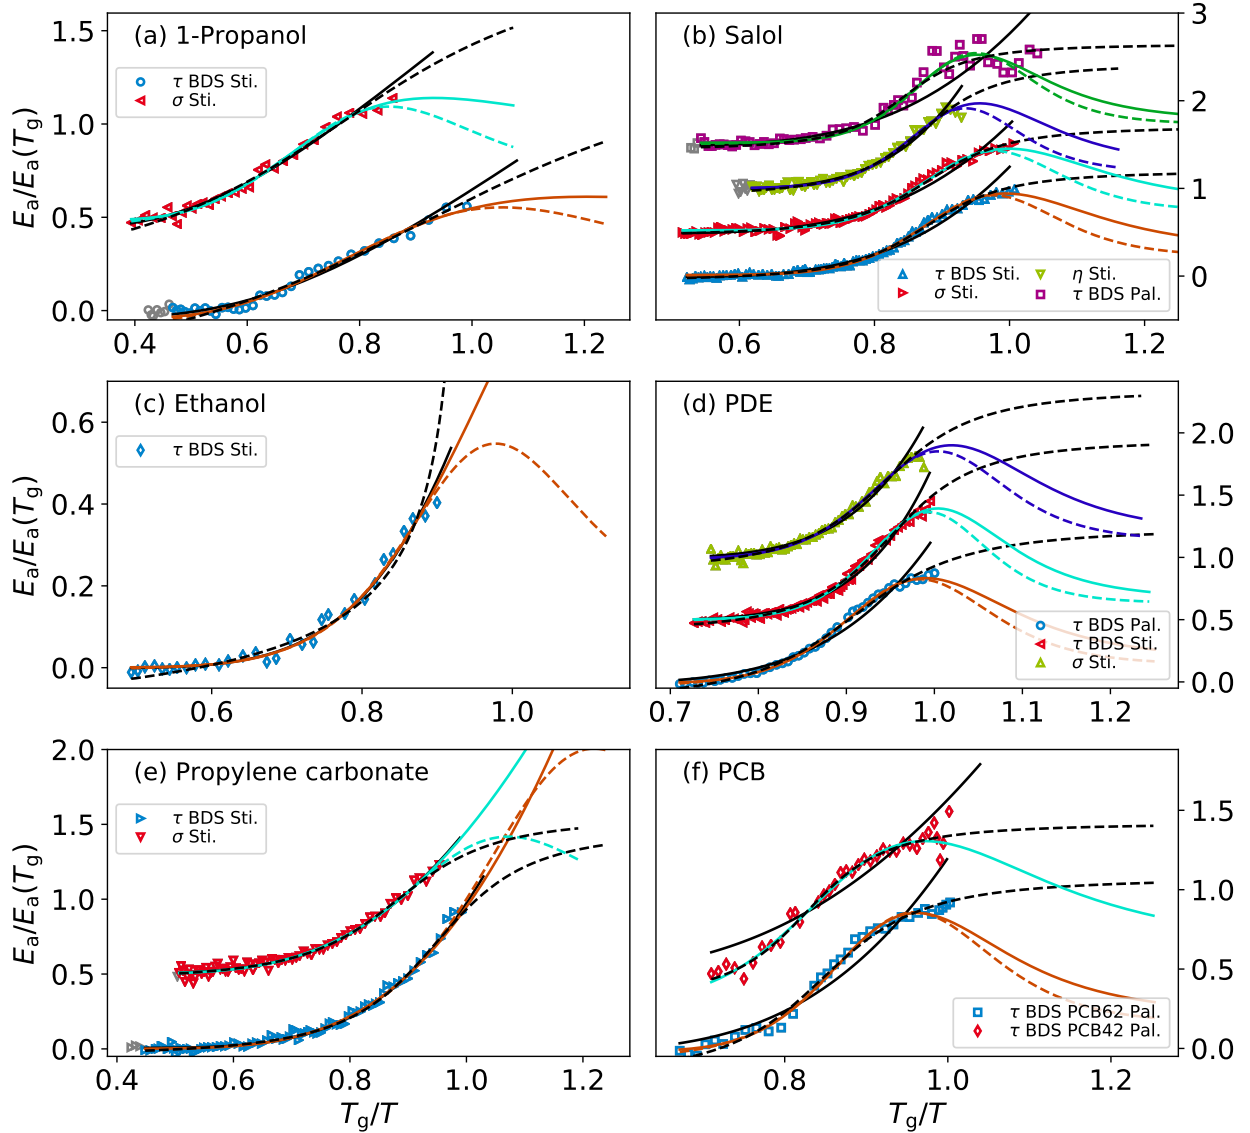 (a) 1-Propanol
τ BDS Sti.
σ Sti.
Ea/Ea(Tg)
1.5
1.0
0.5
0.0
0.4 0.6 0.8 1.0 1.2
(b) Salol
τ BDS Sti.
σ Sti.
η Sti.
τ BDS Pal.
3
2
1
0
0.6 0.8 1.0 1.2
(c) Ethanol
τ BDS Sti.
Ea/Ea(Tg)
0.6
0.4
0.2
0.0
0.6 0.8 1.0
(d) PDE
τ BDS Pal.
τ BDS Sti.
σ Sti.
2.0
1.5
1.0
0.5
0.0
0.7 0.8 0.9 1.0 1.1 1.2
(e) Propylene carbonate
τ BDS Sti.
σ Sti.
Ea/Ea(Tg)
2.0
1.5
1.0
0.5
0.0
0.4 0.6 0.8 1.0 1.2
Tg/T
(f) PCB
τ BDS PCB62 Pal.
τ BDS PCB42 Pal.
1.5
1.0
0.5
0.0
0.8 1.0 1.2
Tg/T